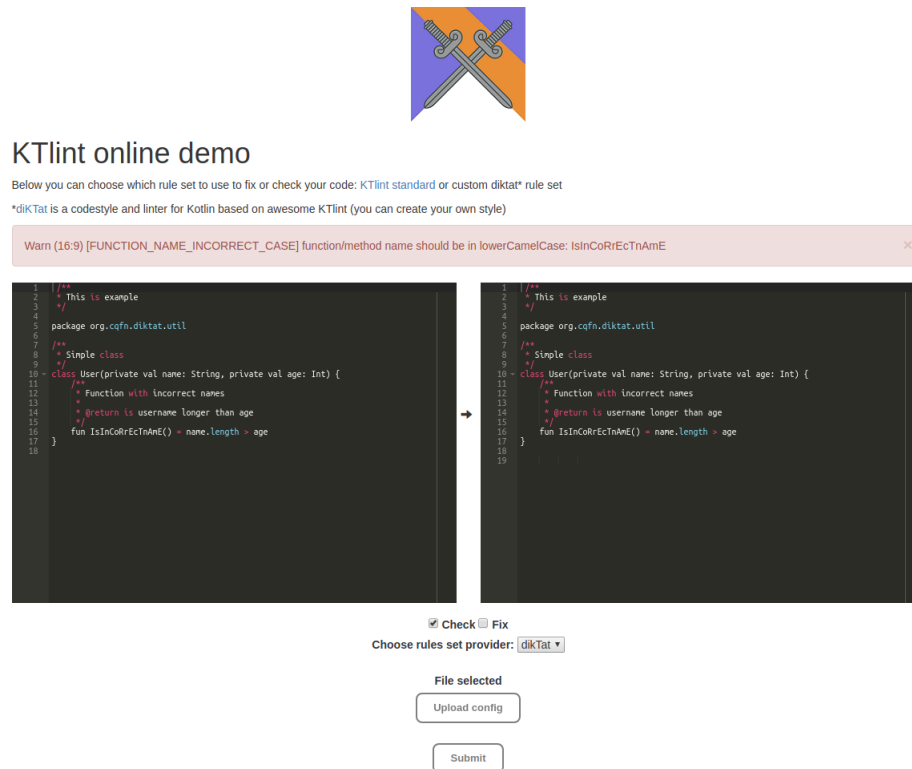 KTlint online demo
Below you can choose which rule set to use to fix or check your code: KTlint standard or custom diktat* rule set
*diKTat is a codestyle and linter for Kotlin based on awesome KTlint (you can create your own style)
Warn (16:9) [FUNCTION_NAME_INCORRECT_CASE] function/method name should be in lowerCamelCase: IsInCoRrEcTnAmE ×
1 /**
2 * This is example
3 */
4
5 package org.cqfn.diktat.util
6
7 /**
8 * Simple class
9 */
10 class User(private val name: String, private val age: Int) {
11 /**
12 * Function with incorrect names
13 *
14 * @return is username longer than age
15 */
16 fun IsInCoRrEcTnAmE() = name.length > age
17 }
18
1 /**
2 * This is example
3 */
4
5 package org.cqfn.diktat.util
6
7 /**
8 * Simple class
9 */
10 class User(private val name: String, private val age: Int) {
11 /**
12 * Function with incorrect names
13 *
14 * @return is username longer than age
15 */
16 fun IsInCoRrEcTnAmE() = name.length > age
17 }
18
19
Check Fix
Choose rules set provider: dikTat
File selected
Upload config
Submit